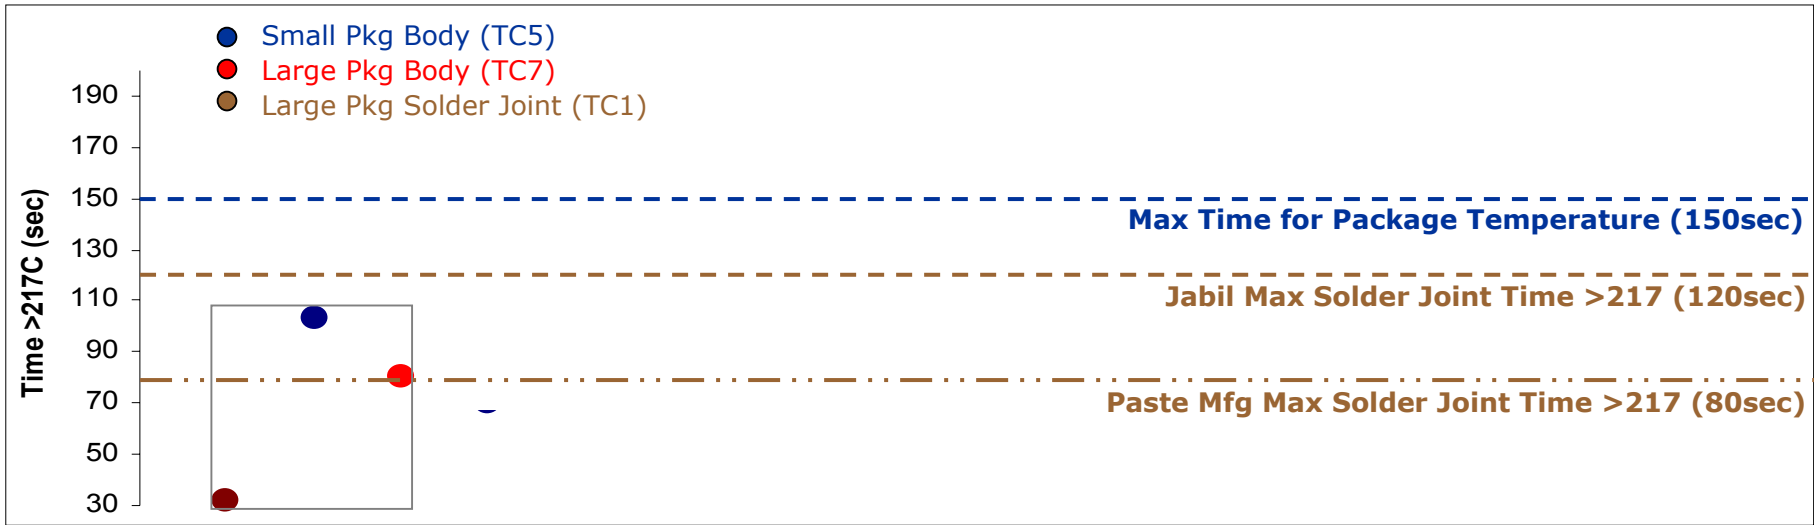 Small Pkg Body (TC5)
Large Pkg Body (TC7)
Large Pkg Solder Joint (TC1)
Time >217C (sec)
190
170
150
130
110
90
70
50
30
Max Time for Package Temperature (150sec)
Jabil Max Solder Joint Time >217 (120sec)
Paste Mfg Max Solder Joint Time >217 (80sec)